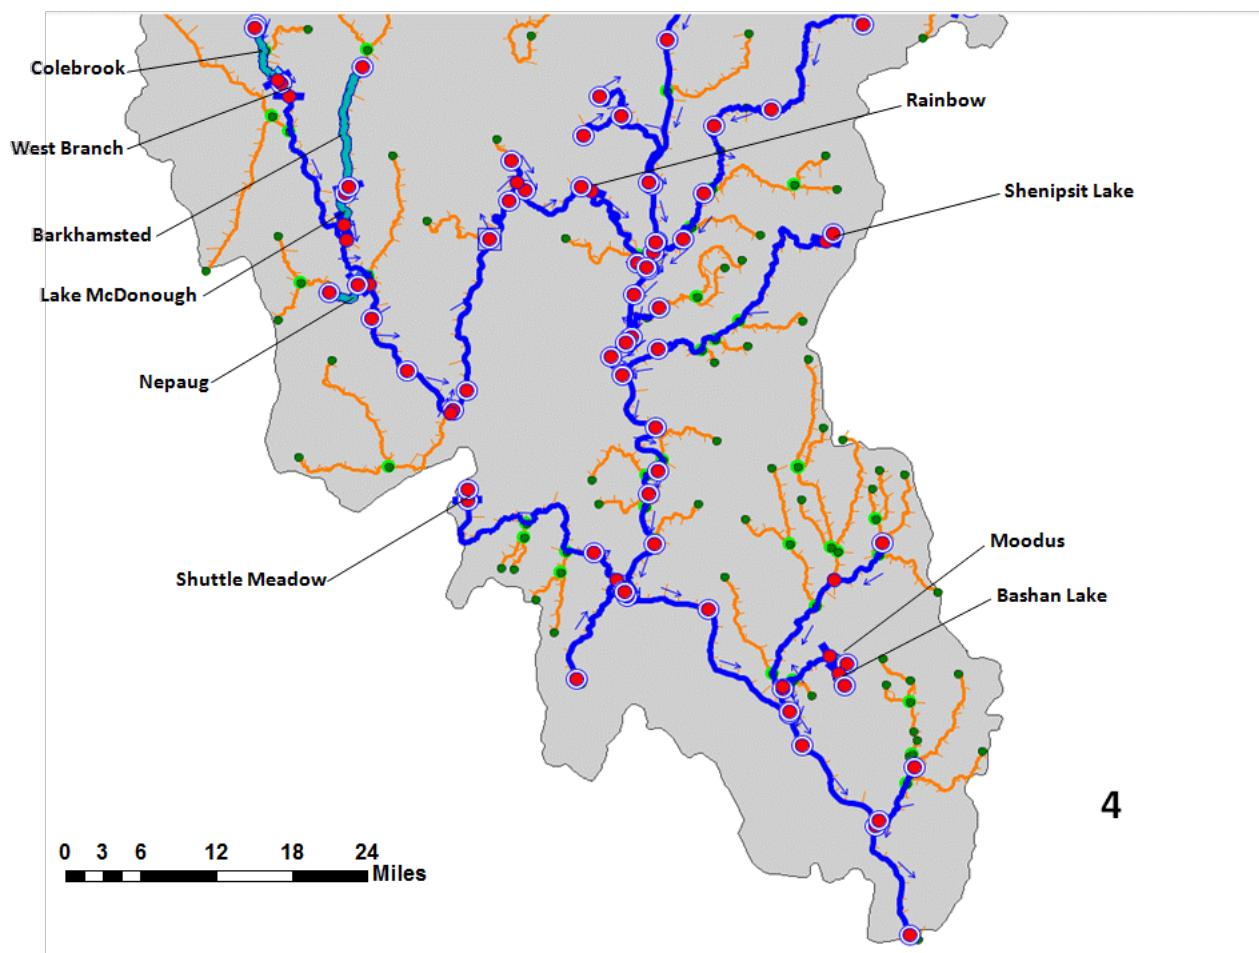 Colebrook
Rainbow
West Branch
Shenipsit Lake
Barkhamsted
Lake McDonough
Nepaug
Moodus
Shuttle Meadow
Bashan Lake
4
0 3 6 12 18 24
Miles